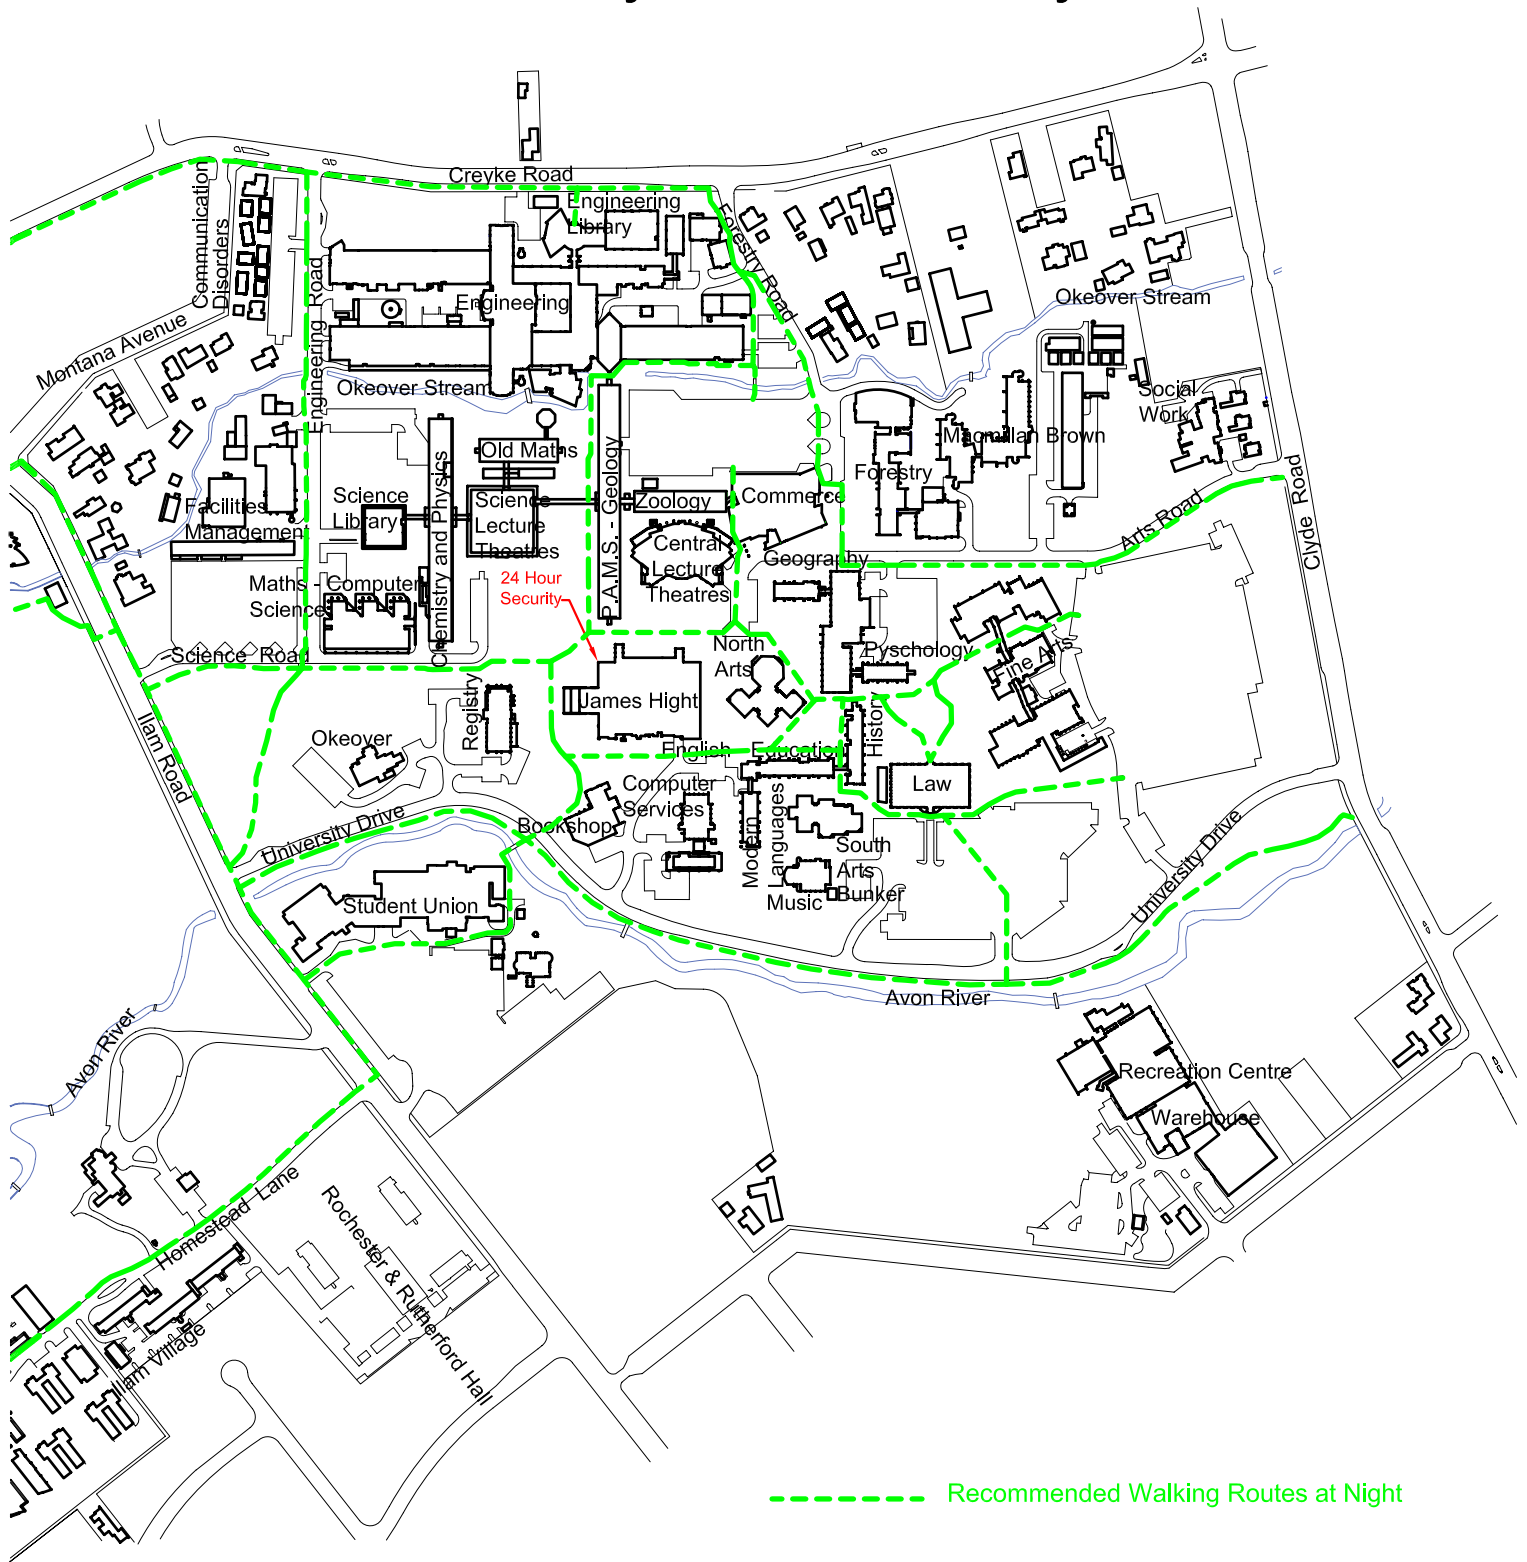 Creyke Road
Engineering
Library
Communication
Disorders
Forestry Road
Engineering
Okeover Stream
Engineering Road
Montana Avenue
Okeover Stream
Social
Work
Old Maths
Macmillan Brown
Forestry
Chemistry and Physics
P.A.M.S. - Geology
Science
Library
Science
Lecture
Theatres
Zoology
Commerce
Facilities
Management
Arts Road
Clyde Road
Central
Lecture
Theatres
Geography
24 Hour
Security
Maths - Computer
Science
Science Road
North
Arts
Pyschology
Fine Arts
James Hight
Registry
Okeover
History
English
Education
Ilam Road
Computer
Services
Law
Modern
Languages
University Drive
Bookshop
South
Arts
Bunker
Music
University Drive
Student Union
Avon River
Avon River
Recreation Centre
Warehouse
Homestead Lane
Rochester & Rutherford Hall
Ilam Village
Recommended Walking Routes at Night